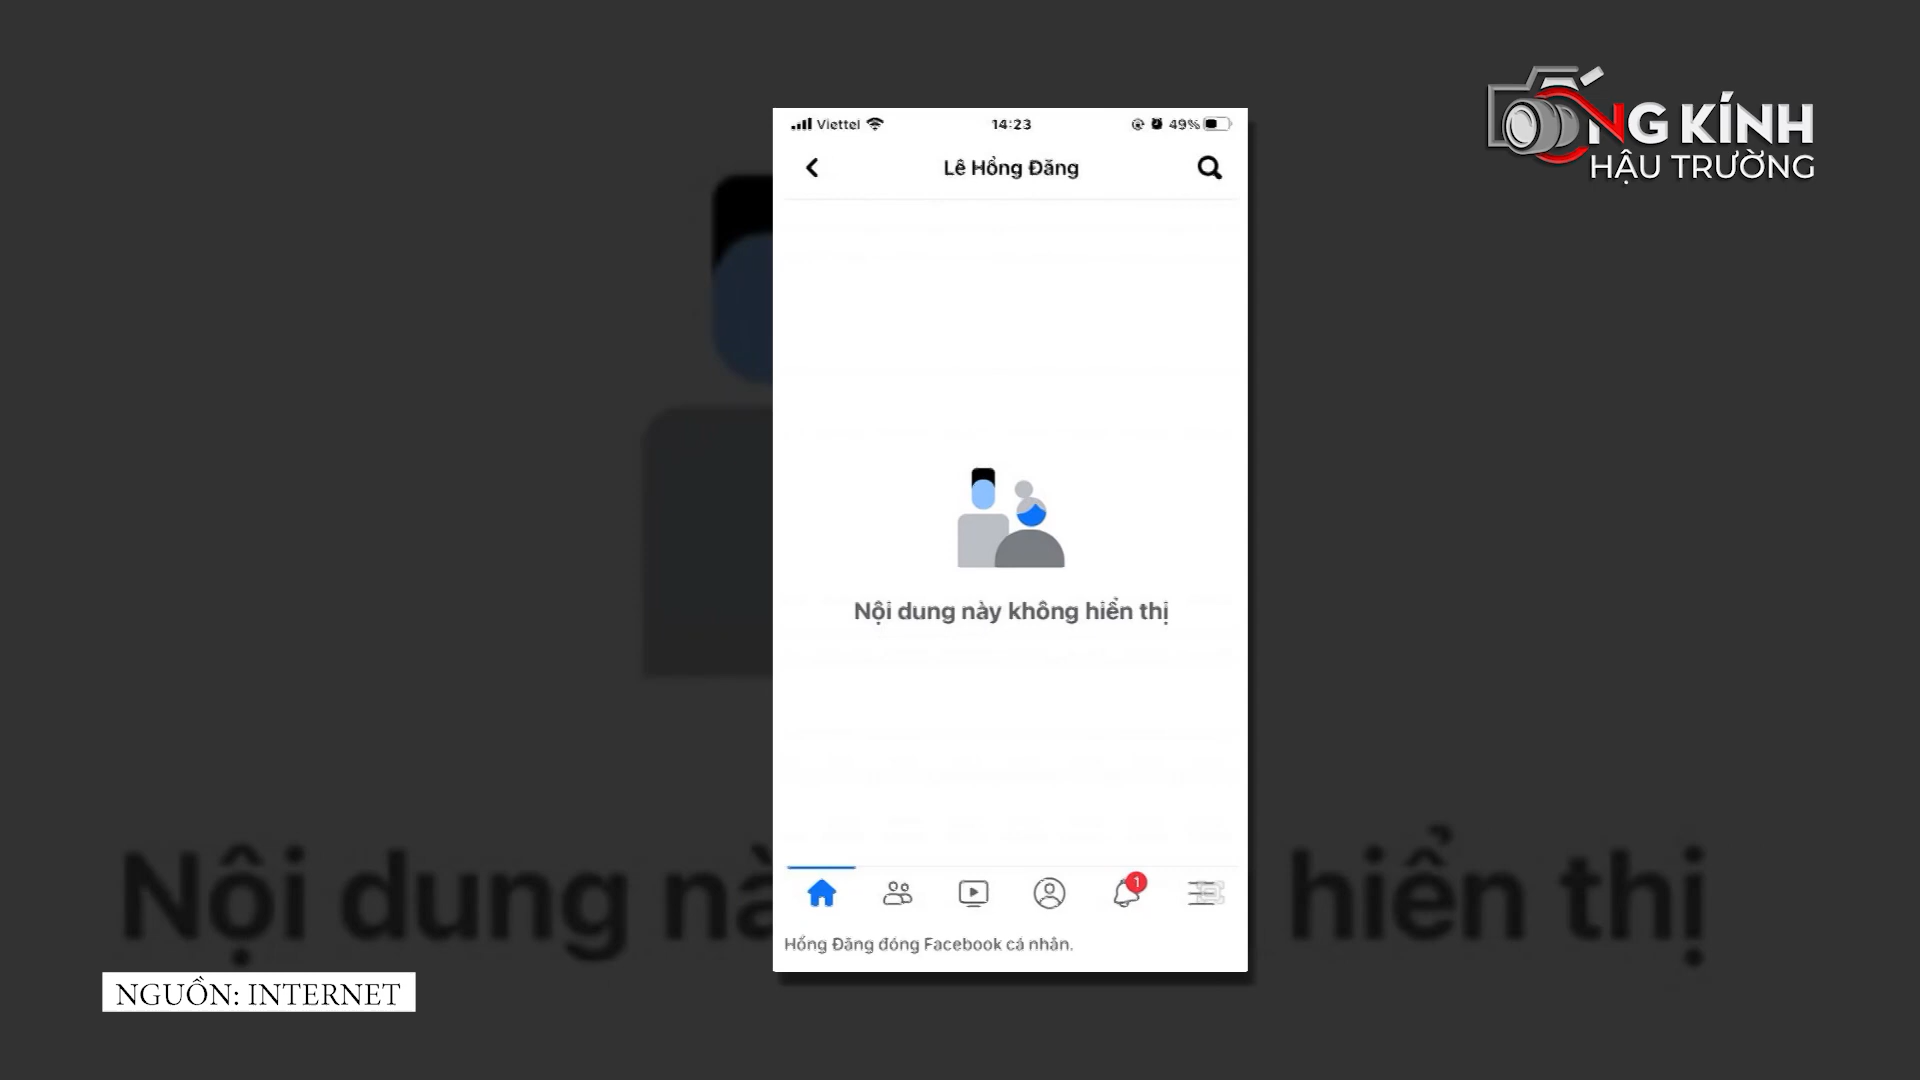 ỐNG KÍNH
HẬU TRƯỜNG
Viettel
14:23
49%
Lê Hồng Đăng
Nội dung này không hiển thị
1
Hồng Đăng đóng Facebook cá nhân.
Nội dung nà
hiển thị
NGUỒN: INTERNET